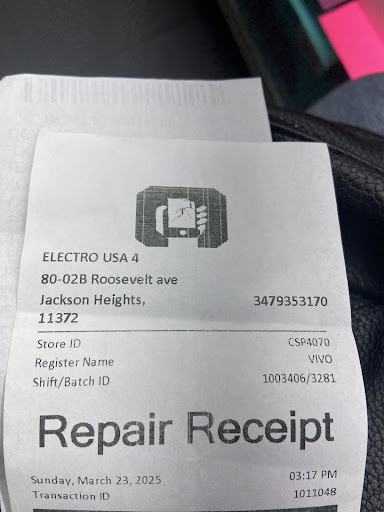 ELECTRO USA 4
80-02B Roosevelt ave
Jackson Heights, 3479353170
11372
Store ID CSP4070
Register Name VIVO
Shift/Batch ID 1003406/3281
Repair Receipt
Sunday, March 23, 2025 03:17 PM
Transaction ID 1011048